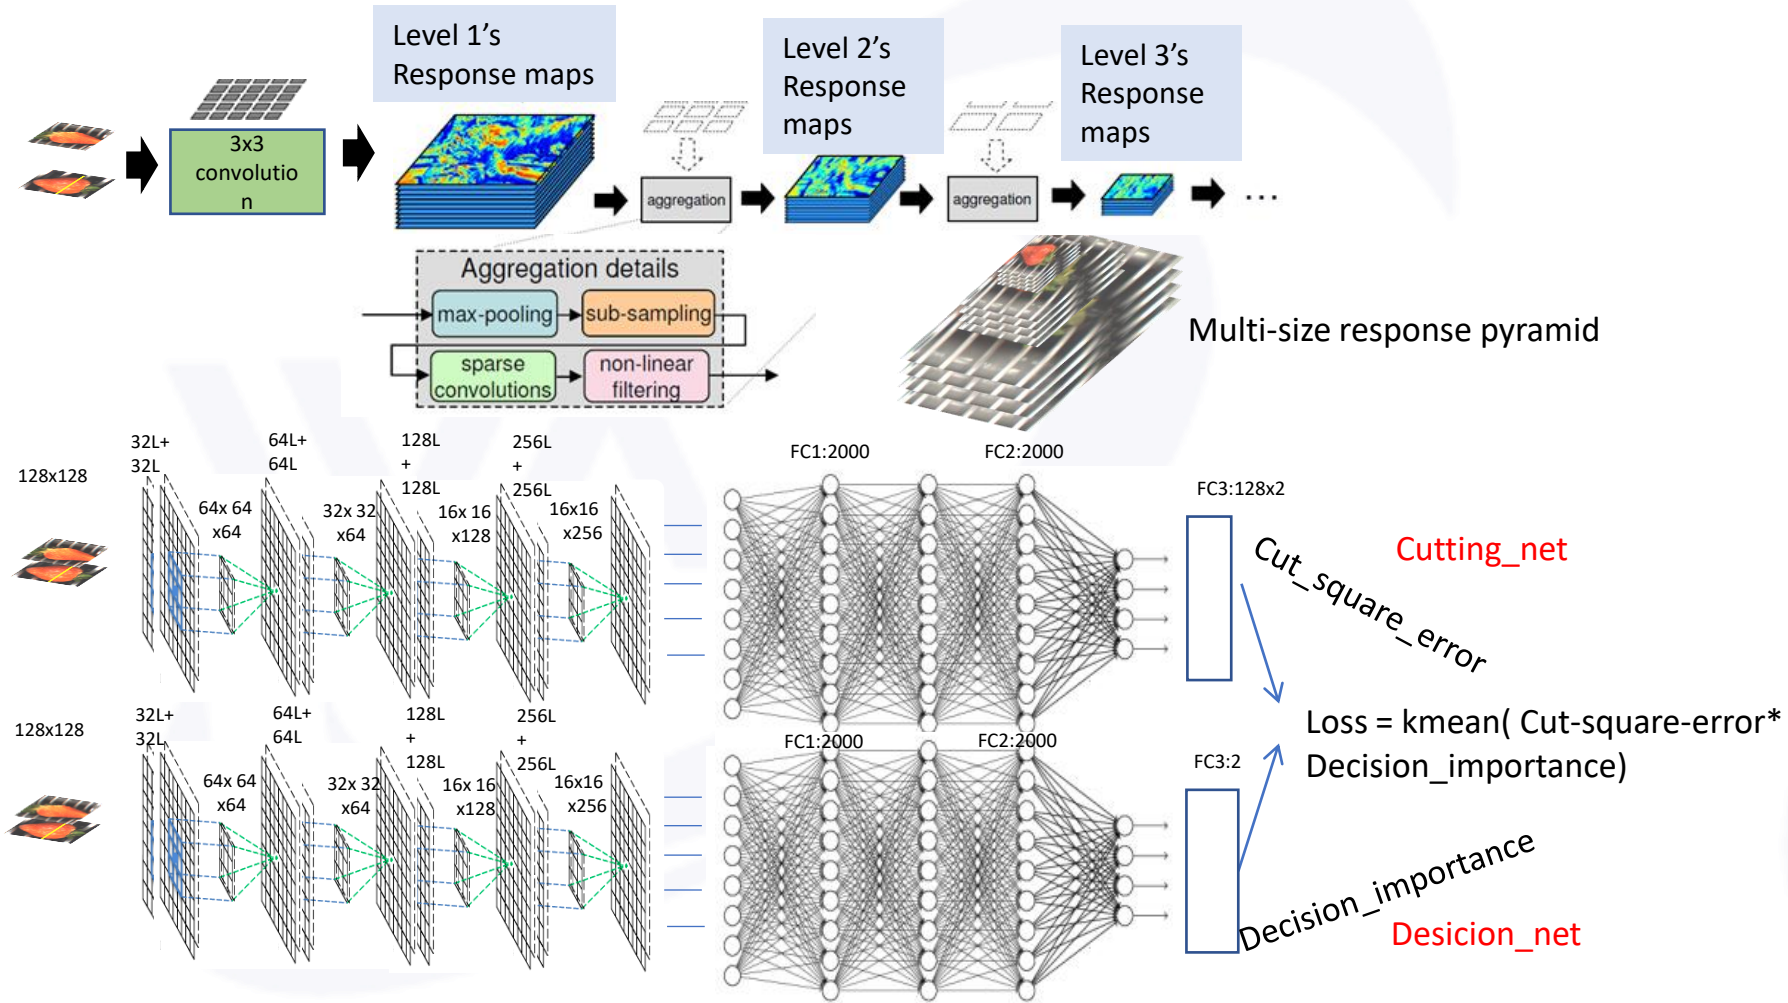 Level 1's
Response maps
Level 2's
Response
maps
Level 3's
Response
maps
3x3
convolutio
n
aggregation
aggregation
...
Aggregation details
max-pooling
sub-sampling
sparse
convolutions
non-linear
filtering
Multi-size response pyramid
128x128
32L+
32L
64x 64
x64
64L+
64L
32x 32
x64
128L
+
128L
16x 16
x128
256L
+
256L
16x16
x256
FC1:2000
FC2:2000
FC3:128x2
Cut_square_error
Cutting_net
Loss = kmean( Cut-square-error*
Decision_importance)
128x128
32L+
32L
64x 64
x64
64L+
64L
32x 32
x64
128L
+
128L
16x 16
x128
256L
+
256L
16x16
x256
FC1:2000
FC2:2000
FC3:2
Decision_importance
Desicion_net